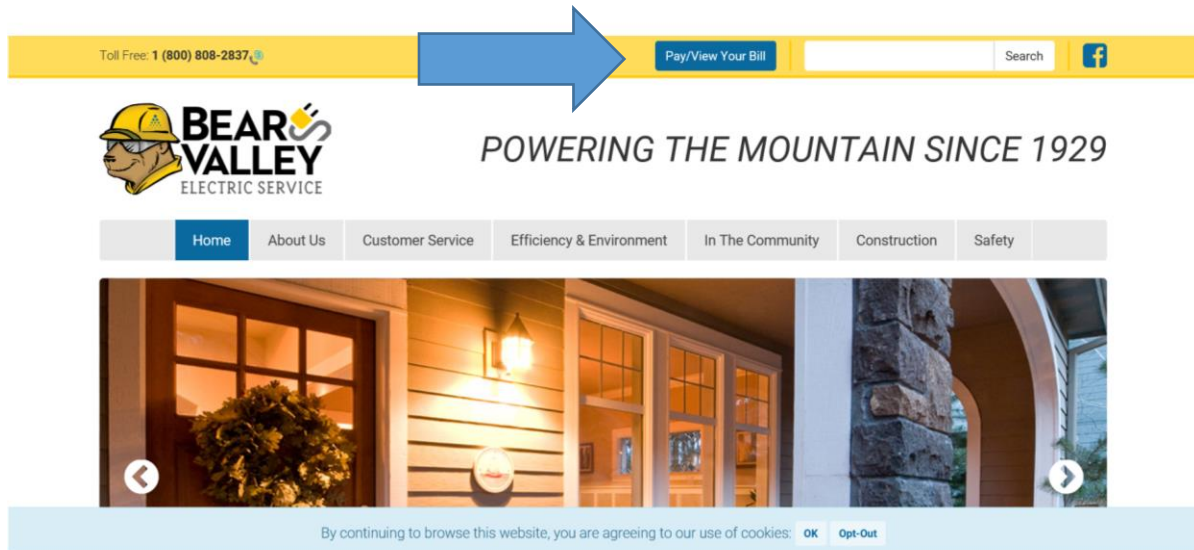 Toll Free: 1 (800) 808-2837
Pay/View Your Bill
Search
BEAR
VALLEY
ELECTRIC SERVICE
POWERING THE MOUNTAIN SINCE 1929
Home About Us Customer Service Efficiency & Environment In The Community Construction Safety
By continuing to browse this website, you are agreeing to our use of cookies: OK Opt-Out